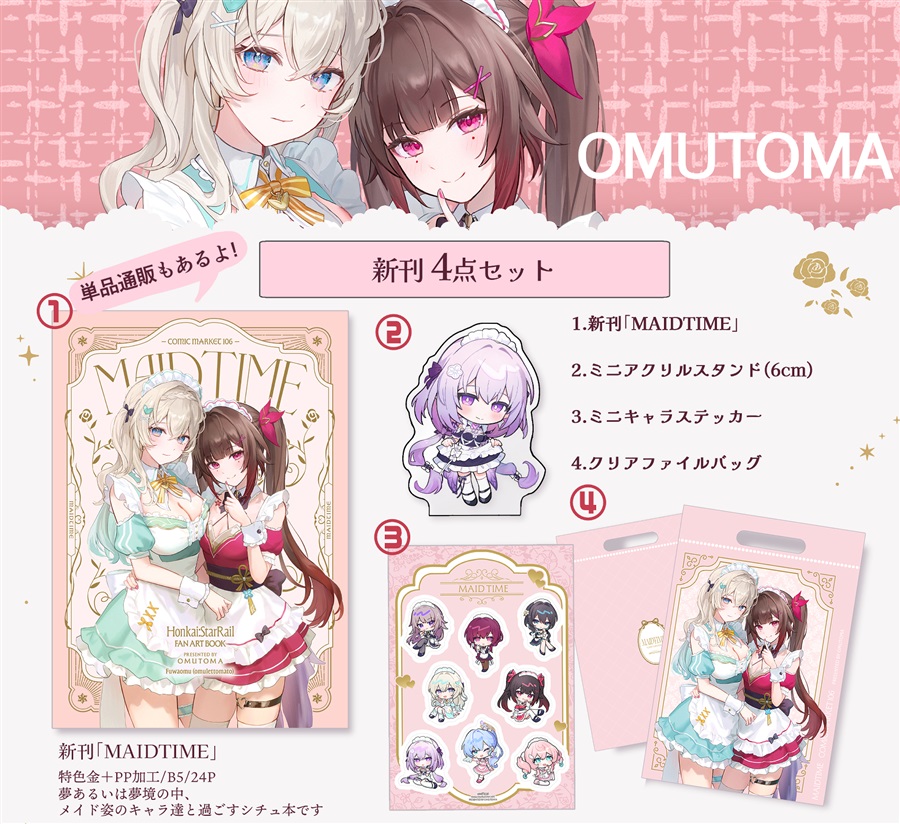 OMUTOMA
単品通販もあるよ!
新刊4点セット
1
COMIC MARKET 106
MAIDTIME
MAIDTIME
MAIDTIME
Honkai:StarRail
FAN ART BOOK
PRESENTED BY
OMUTOMA
Fuwaomu (omulettomato)
新刊「MAIDTIME」
特色金+PP加工/B5/24P
夢あるいは夢境の中、
メイド姿のキャラ達と過ごすシチュ本です
2
1.新刊「MAIDTIME」
2.ミニアクリルスタンド(6cm)
3.ミニキャラステッカー
4.クリアファイルバッグ
3
MAID TIME
4
MAIDTIME